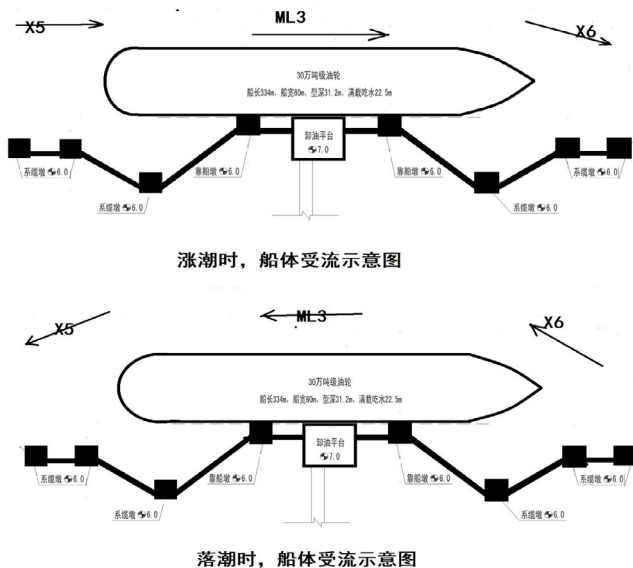 X5
ML3
X6
30万吨级油轮
船长334m，船宽60m，型深31.2m，满载吃水22.5m
卸油平台
7.0
系缆墩 6.0
靠船墩 6.0
靠船墩 6.0
系缆墩 6.0
系缆墩 6.0
系缆墩 6.0
涨潮时，船体受流示意图
X5
ML3
X6
30万吨级油轮
船长334m，船宽60m，型深31.2m，满载吃水22.5m
卸油平台
7.0
系缆墩 6.0
靠船墩 6.0
靠船墩 6.0
系缆墩 6.0
系缆墩 6.0
系缆墩 6.0
落潮时，船体受流示意图